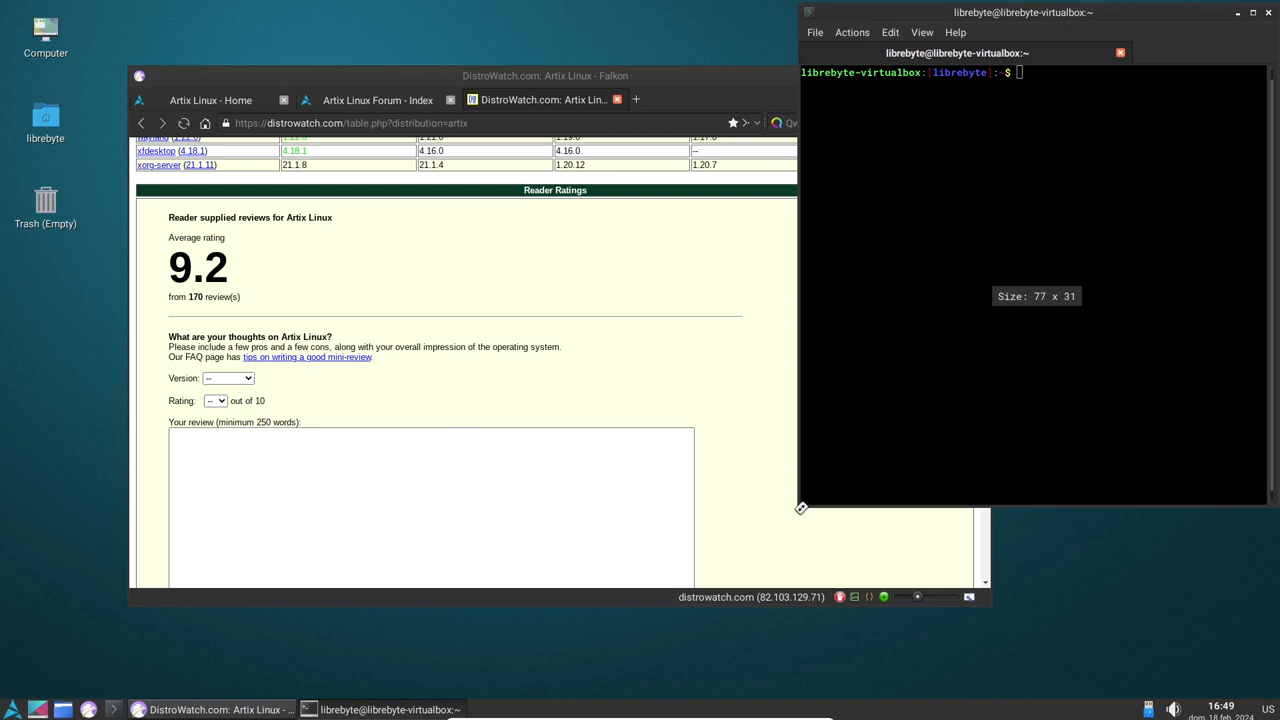 Computer
librebyte
Trash (Empty)
DistroWatch.com: Artix Linux - Falkon
Artix Linux - Home
Artix Linux Forum - Index
DistroWatch.com: Artix Lin...
https://distrowatch.com/table.php?distribution=artix
Qw
xfdesktop (4.18.1) 4.18.1 4.16.0 4.16.0 --
xorg-server (21.1.11) 21.1.8 21.1.4 1.20.12 1.20.7
Reader Ratings
Reader supplied reviews for Artix Linux
Average rating
9.2
from 170 review(s)
What are your thoughts on Artix Linux?
Please include a few pros and a few cons, along with your overall impression of the operating system.
Our FAQ page has tips on writing a good mini-review.
Version: --
Rating: -- out of 10
Your review (minimum 250 words):
distrowatch.com (82.103.129.71)
librebyte@librebyte-virtualbox:~
File Actions Edit View Help
librebyte@librebyte-virtualbox:~
librebyte-virtualbox:|librebyte|:~$
Size: 77 x 31
DistroWatch.com: Artix Linux - ...
librebyte@librebyte-virtualbox:~
16:49
dom. 18 feb. 2024
US